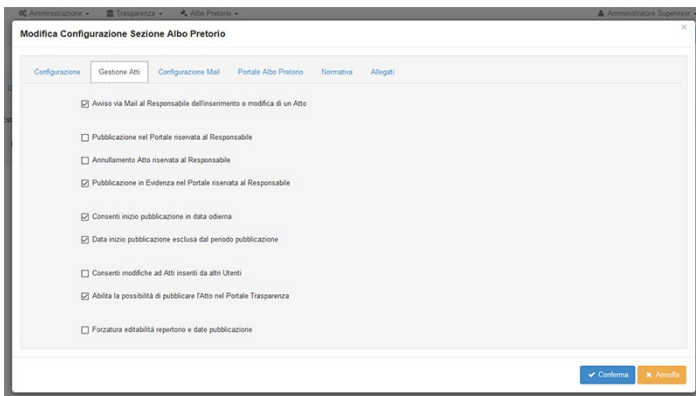 Amministrazione Trasparenza Albo Pretorio Amministratore Supervisor
Modifica Configurazione Sezione Albo Pretorio ×
Configurazione Gestione Atti Configurazione Mail Portale Albo Pretorio Normativa Allegati
Avviso via Mail al Responsabile dell'inserimento o modifica di un Atto
Pubblicazione nel Portale riservata al Responsabile
Annullamento Atto riservata al Responsabile
Pubblicazione in Evidenza nel Portale riservata al Responsabile
Consenti inizio pubblicazione in data odierna
Data inizio pubblicazione esclusa dal periodo pubblicazione
Consenti modifiche ad Atti inseriti da altri Utenti
Abilita la possibilità di pubblicare l'Atto nel Portale Trasparenza
Forzatura editabilità repertorio e date pubblicazione
Conferma Annulla